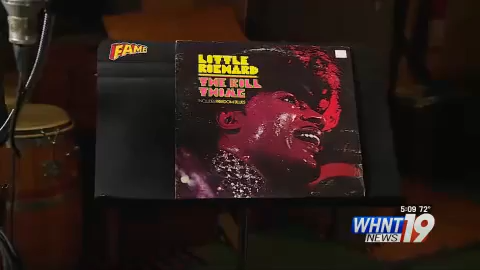 FAME
LITTLE
RICHARD
THE RILL
THING
INCLUDES FREEDOM BLUES
5:09 72°
WHNT 19
NEWS